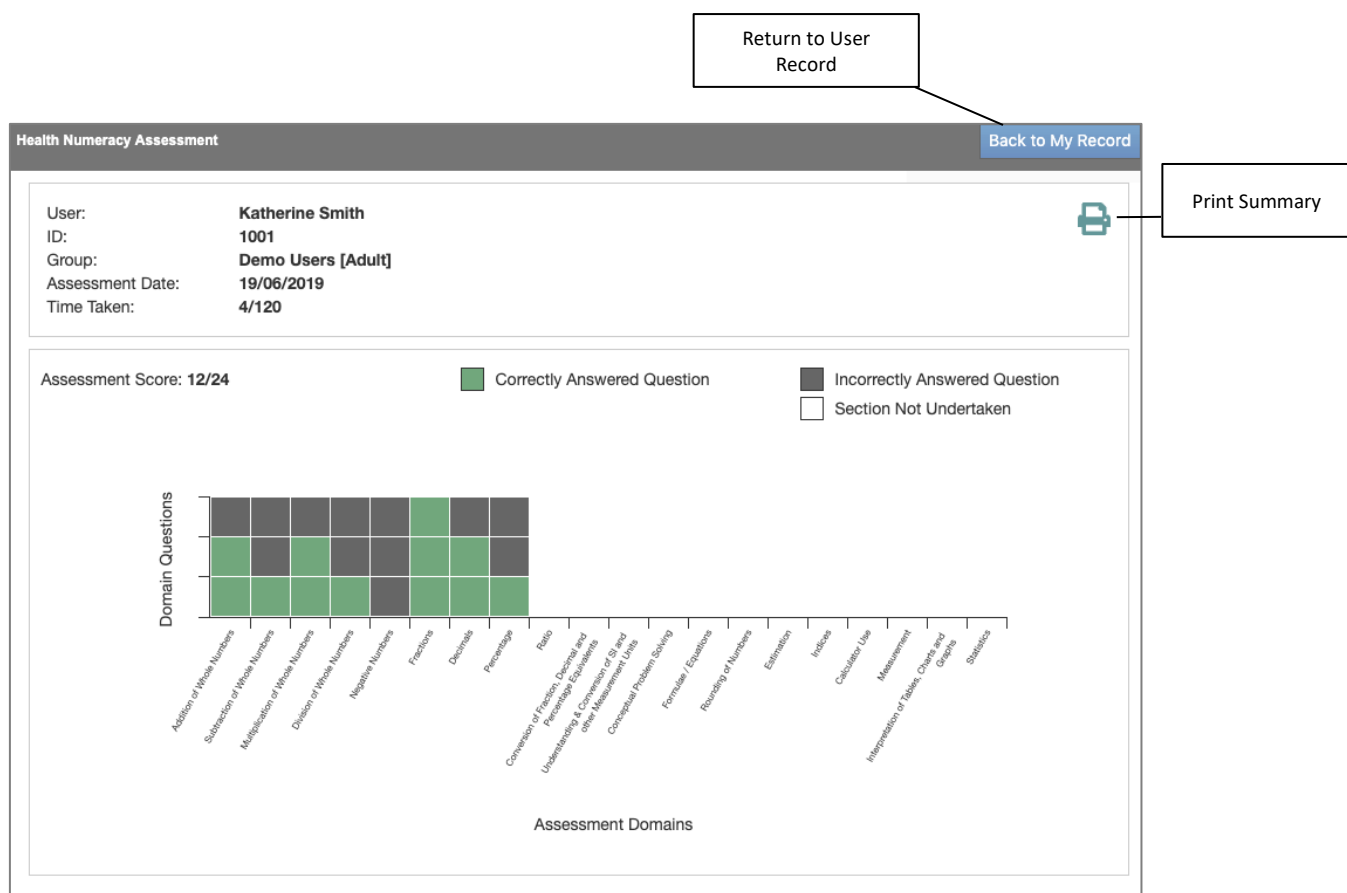 Return to User
Record
Health Numeracy Assessment
Back to My Record
User: Katherine Smith
ID: 1001
Group: Demo Users [Adult]
Assessment Date: 19/06/2019
Time Taken: 4/120
Print Summary
Assessment Score: 12/24
Correctly Answered Question
Incorrectly Answered Question
Section Not Undertaken
Domain Questions
Addition of Whole Numbers
Subtraction of Whole Numbers
Multiplication of Whole Numbers
Division of Whole Numbers
Negative Numbers
Fractions
Decimals
Percentage
Ratio
Conversion of Fraction, Decimal and
Percentage Equivalents
Understanding & Conversion of SI and
other Measurement Units
Conceptual Problem Solving
Formulae / Equations
Rounding of Numbers
Estimation
Indices
Calculator Use
Measurement
Interpretation of Tables, Charts and
Graphs
Statistics
Assessment Domains